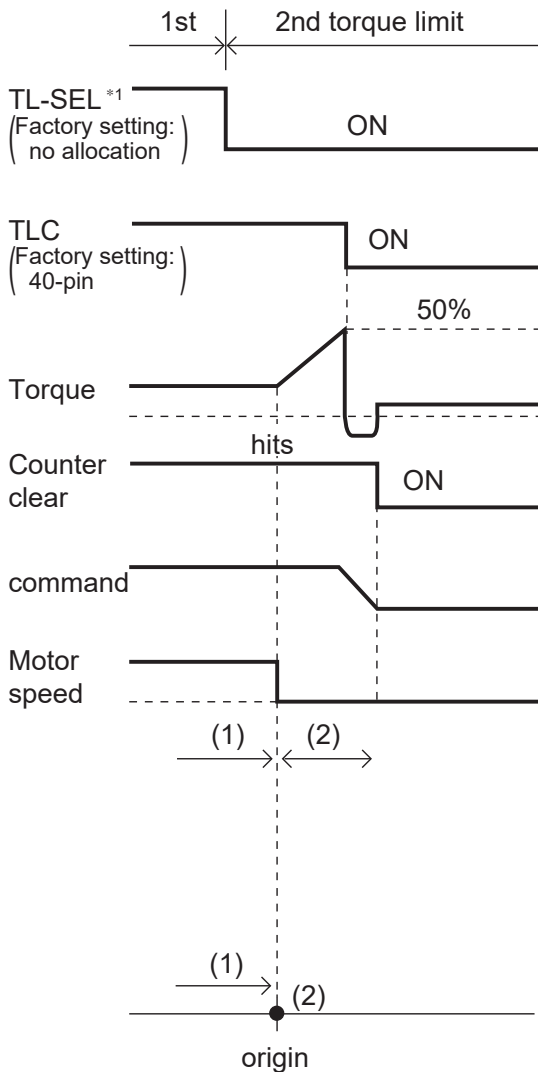 1st 2nd torque limit
TL-SEL *1
(Factory setting:
no allocation)
ON
TLC
(Factory setting:
40-pin)
ON
50%
Torque
hits
Counter
clear
ON
command
Motor
speed
(1) (2)
(1)
(2)
origin